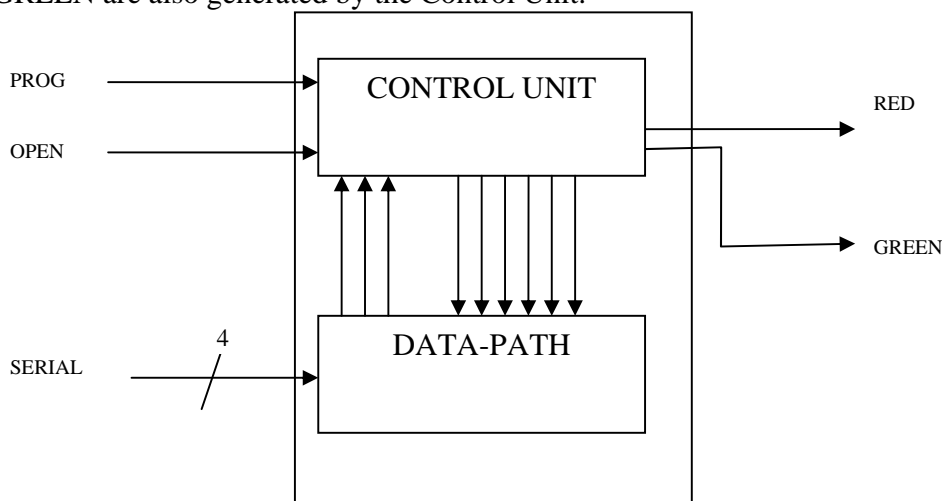 GREEN are also generated by the Control Unit.
PROG
CONTROL UNIT
RED
OPEN
GREEN
4
DATA-PATH
SERIAL